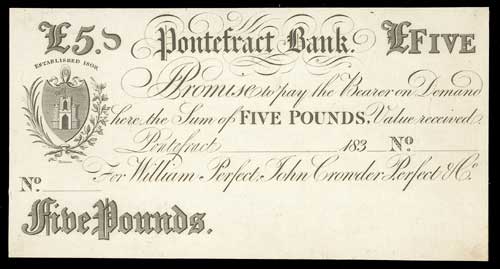 £5.S Pontefract Bank. £FIVE
ESTABLISHED 1808
I Promise to pay the Bearer on Demand
here the Sum of FIVE POUNDS. Value received
Pontefract 183 No
No
For William Perfect, John Crowder Perfect & Co
Five Pounds.